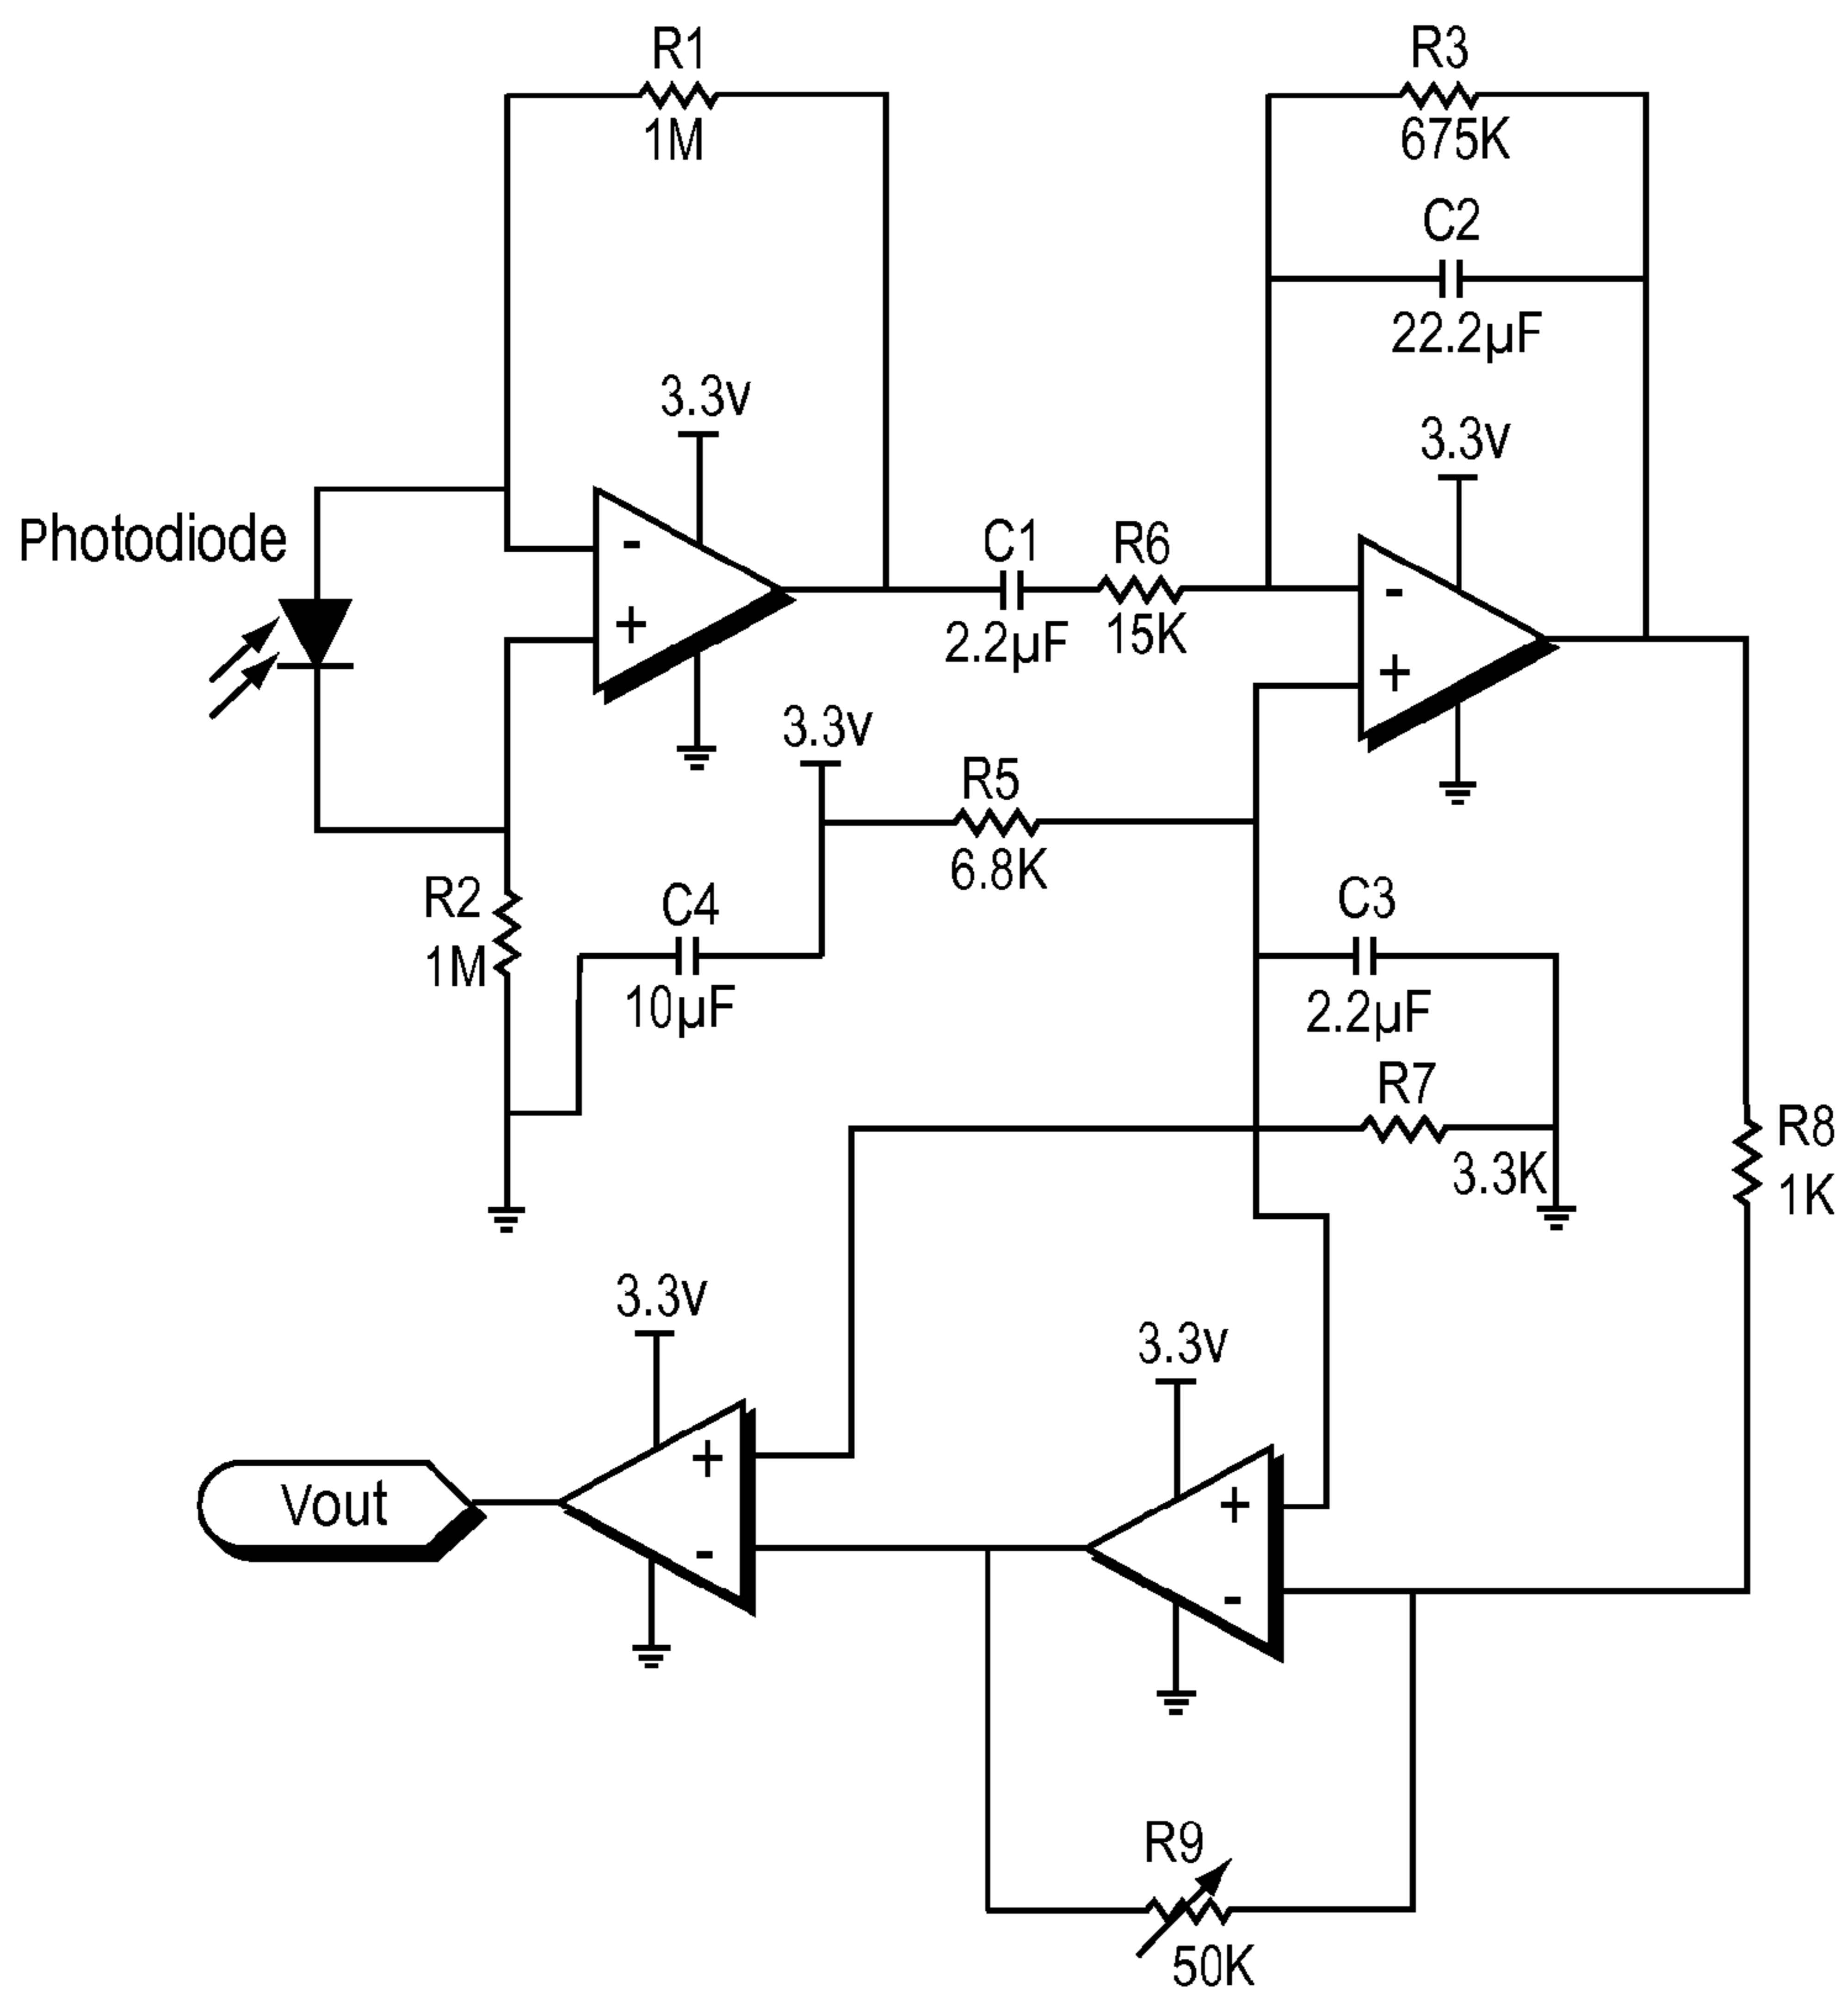 R1
1M
R3
675K
C2
22.2µF
3.3v
3.3v
Photodiode
-
+
C1
2.2µF
R6
15K
-
+
3.3v
R5
6.8K
R2
1M
C4
10µF
C3
2.2µF
R7
3.3K
R8
1K
3.3v
3.3v
+
-
Vout
+
-
R9
50K